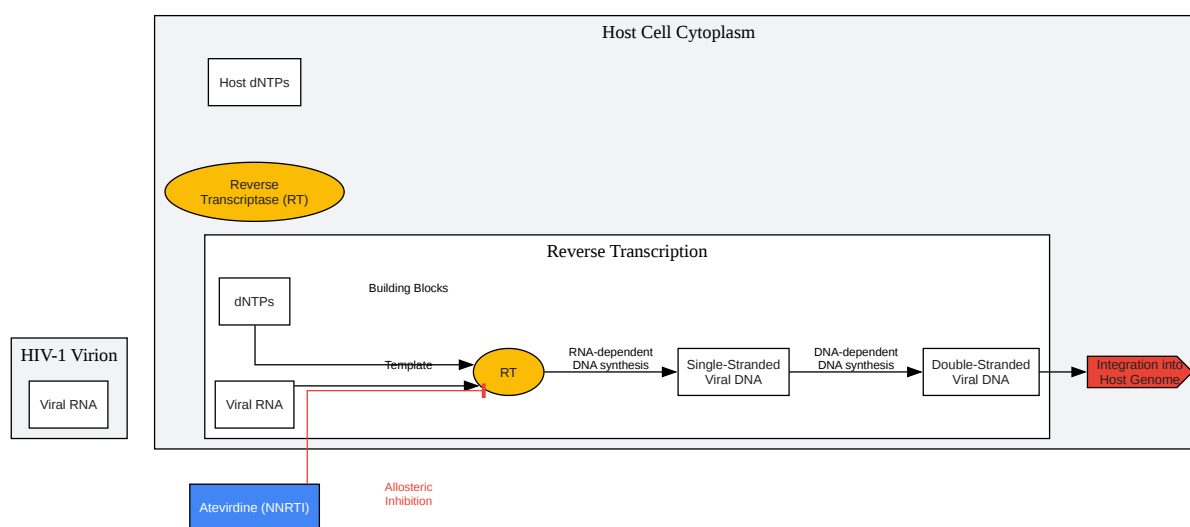 Host Cell Cytoplasm
Host dNTPs
Reverse
Transcriptase (RT)
Reverse Transcription
dNTPs
Building Blocks
HIV-1 Virion
Viral RNA
Template
Viral RNA
RT
RNA-dependent
DNA synthesis
Single-Stranded
Viral DNA
DNA-dependent
DNA synthesis
Double-Stranded
Viral DNA
Integration into
Host Genome
Atevirdine (NNRTI)
Allosteric
Inhibition